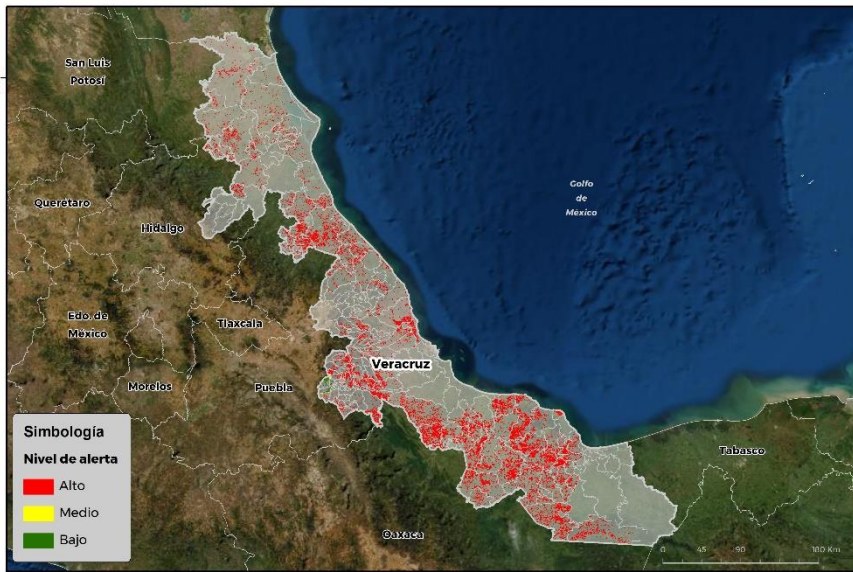 San Luis
Potosí
Golfo
de
México
Querétaro
Hidalgo
Edo. de
México
Tlaxcala
Veracruz
Morelos
Puebla
Simbología
Nivel de alerta
Alto
Medio
Bajo
Tabasco
Oaxaca
0 45 90 180 Km